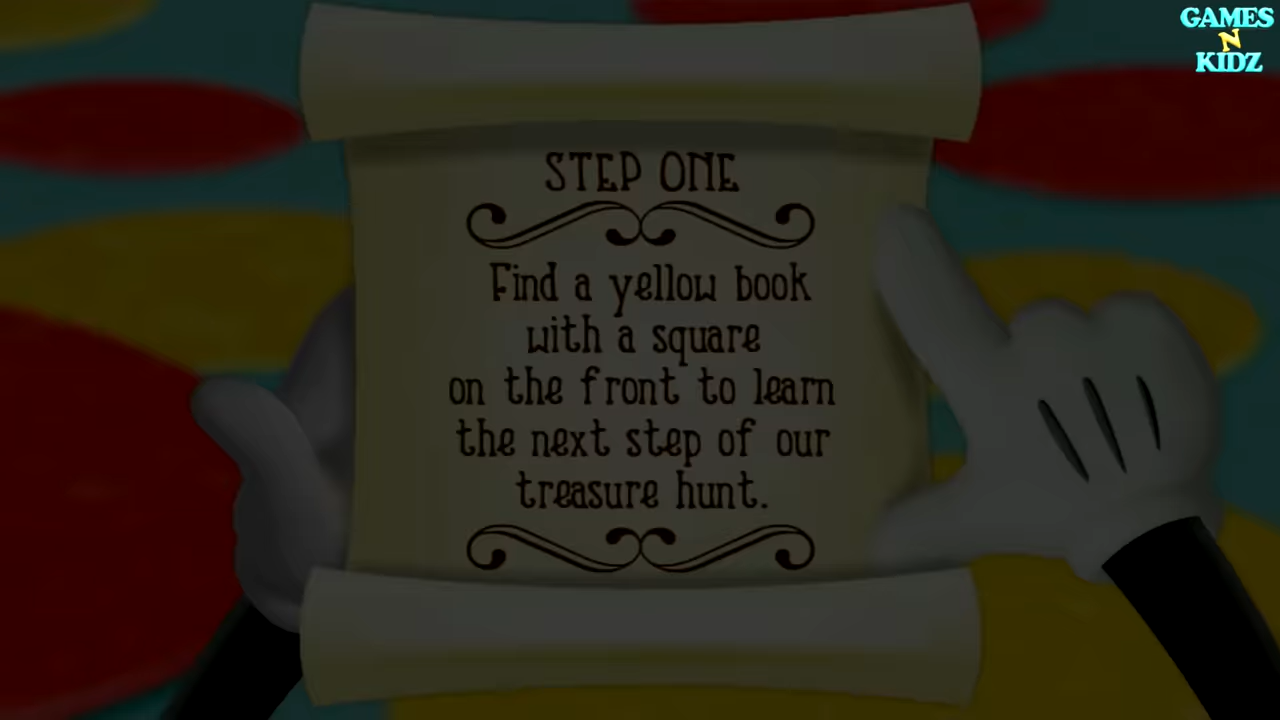 GAMES
N
KIDZ
STEP ONE
Find a yellow book
with a square
on the front to learn
the next step of our
treasure hunt.